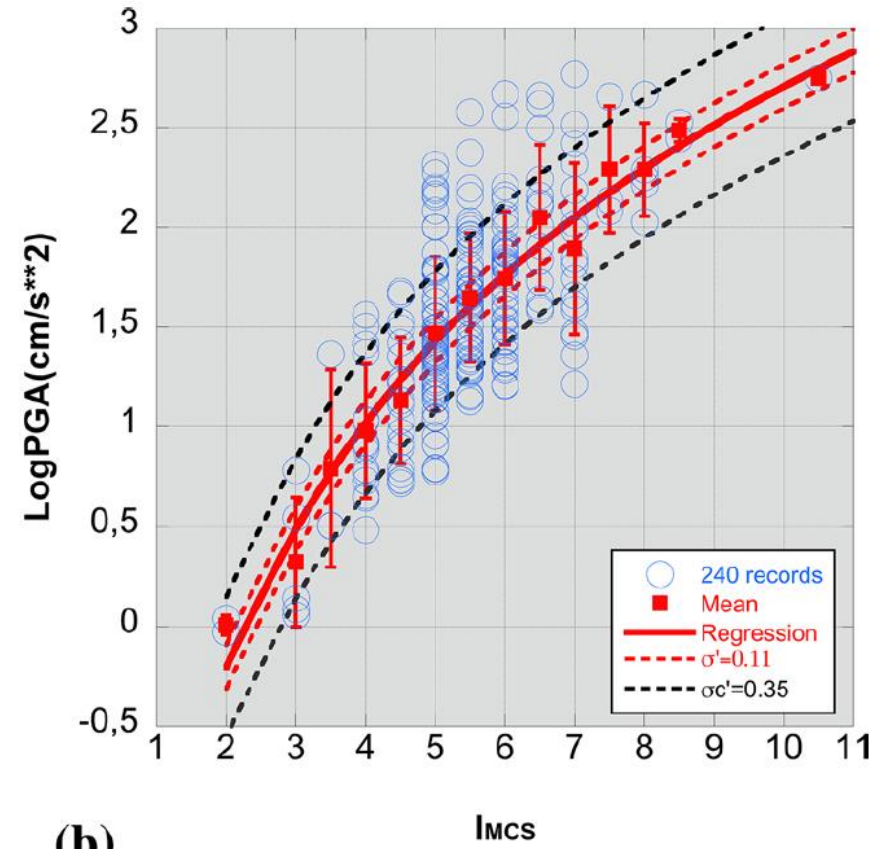 3
2,5
2
1,5
1
0,5
0
-0,5
LogPGA(cm/s**2)
240 records
Mean
Regression
σ'=0.11
σc'=0.35
1 2 3 4 5 6 7 8 9 10 11
IMCS
(b)